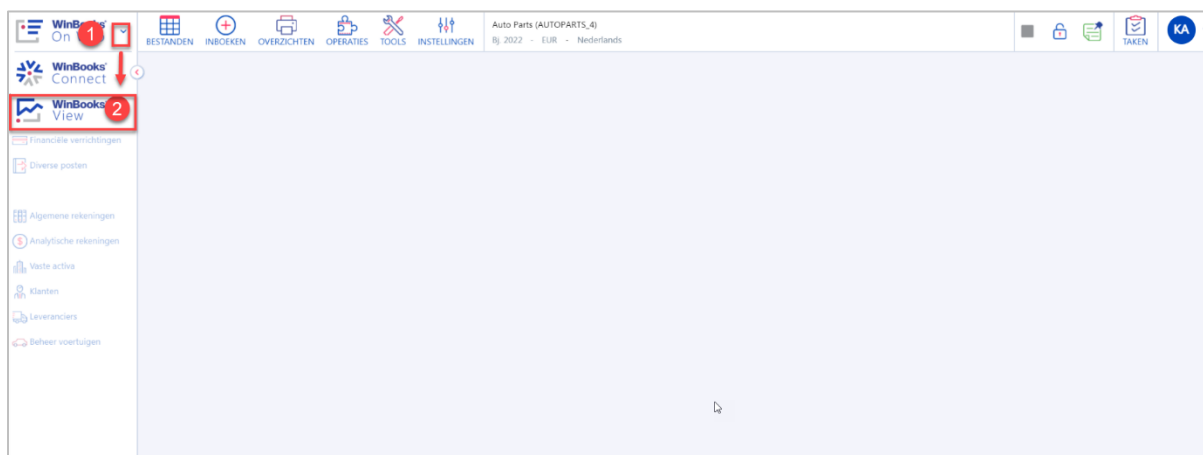 WinBooks
On
1
BESTANDEN
INBOEKEN
OVERZICHTEN
OPERATIES
TOOLS
INSTELLINGEN
Auto Parts (AUTOPARTS_4)
Bj. 2022 - EUR - Nederlands
TAKEN
KA
WinBooks
Connect
WinBooks
View
2
Financiële verrichtingen
Diverse posten
Algemene rekeningen
Analytische rekeningen
Vaste activa
Klanten
Leveranciers
Beheer voertuigen